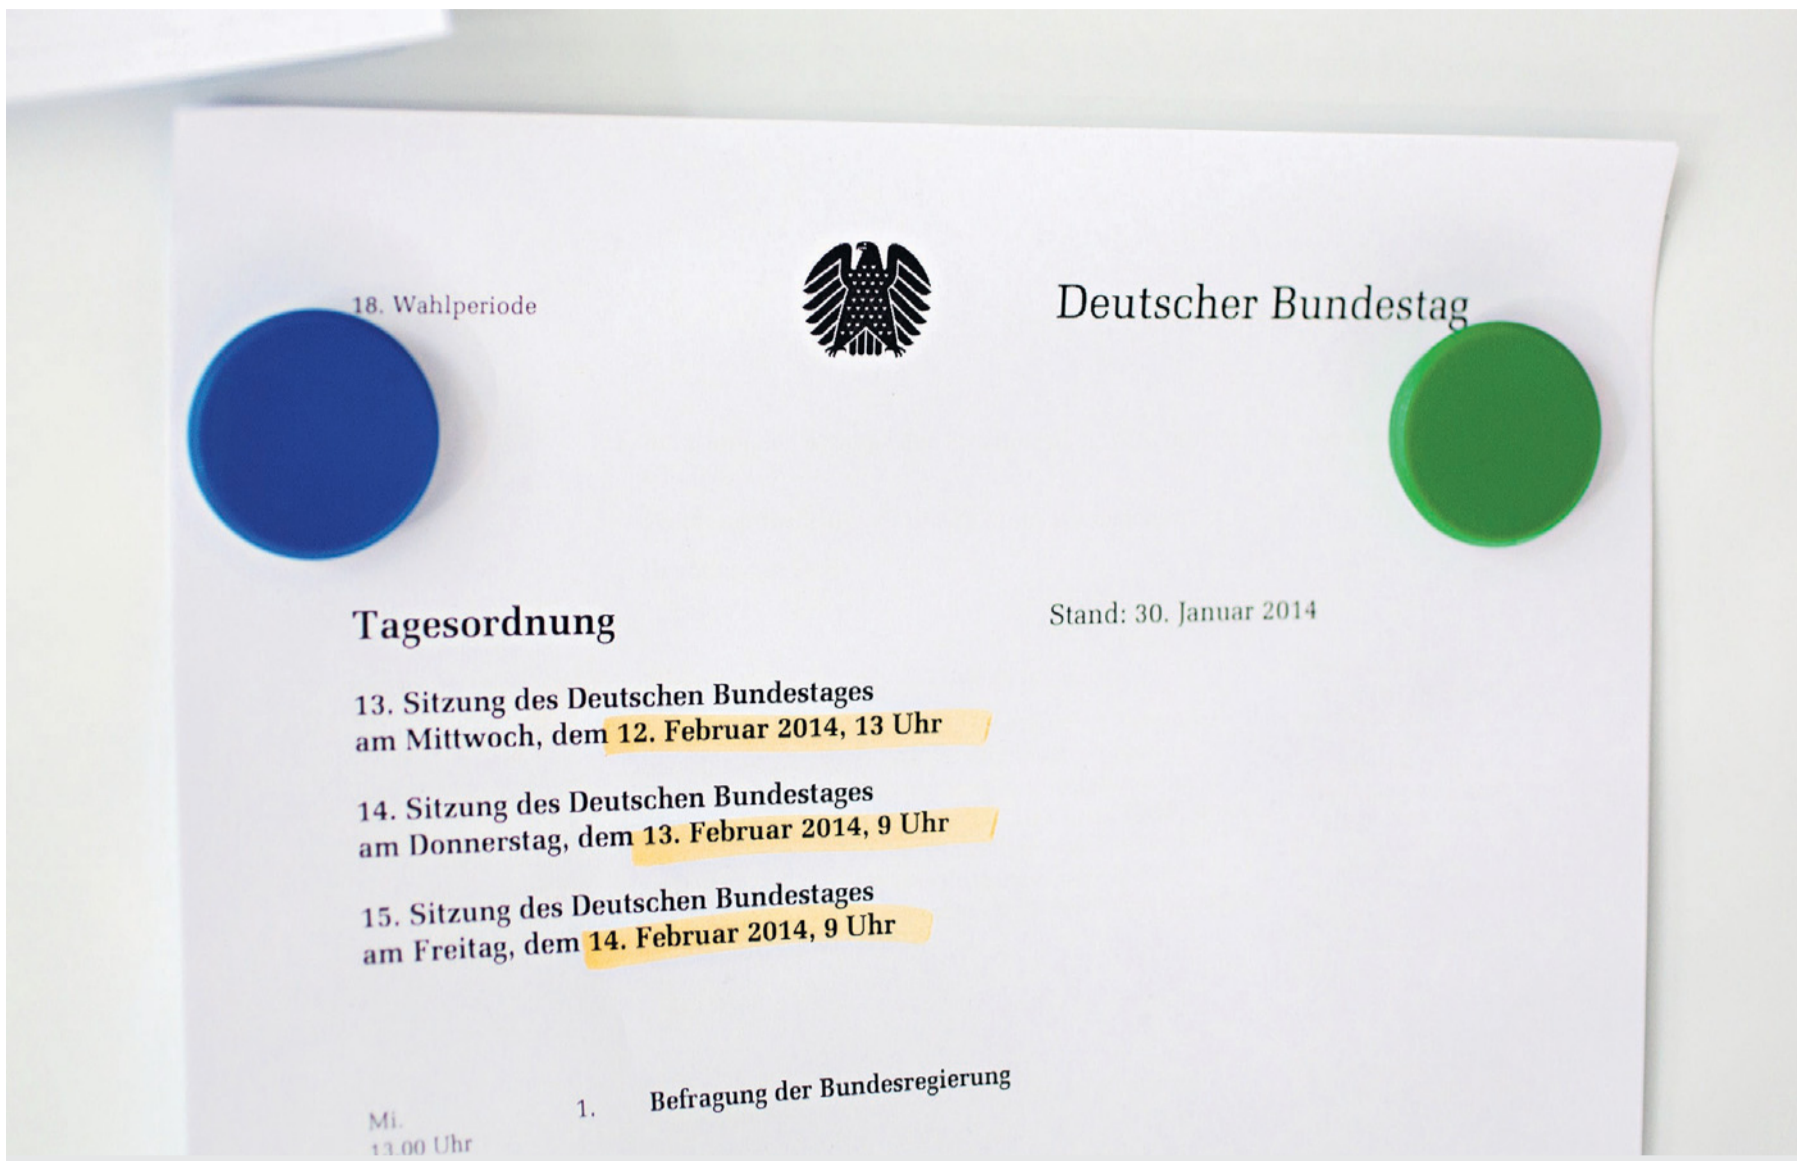 18. Wahlperiode
Deutscher Bundestag
Tagesordnung
Stand: 30. Januar 2014
13. Sitzung des Deutschen Bundestages
am Mittwoch, dem 12. Februar 2014, 13 Uhr
14. Sitzung des Deutschen Bundestages
am Donnerstag, dem 13. Februar 2014, 9 Uhr
15. Sitzung des Deutschen Bundestages
am Freitag, dem 14. Februar 2014, 9 Uhr
1. Befragung der Bundesregierung
Mi.
13.00 Uhr